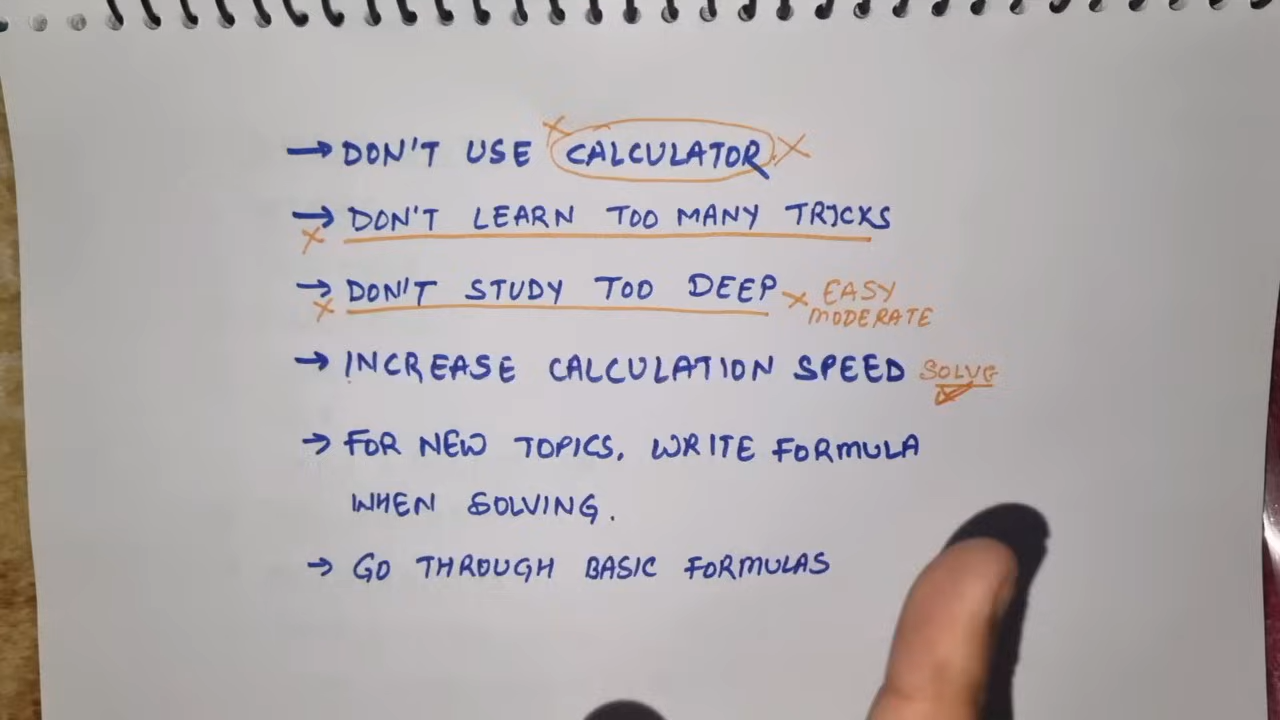 → DON'T USE CALCULATOR
→ DON'T LEARN TOO MANY TRICKS
→ DON'T STUDY TOO DEEP × EASY
MODERATE
→ INCREASE CALCULATION SPEED SOLVE
→ FOR NEW TOPICS, WRITE FORMULA
WHEN SOLVING.
→ GO THROUGH BASIC FORMULAS